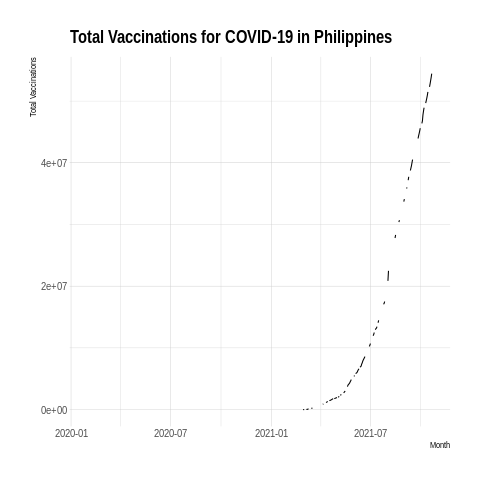 Total Vaccinations for COVID-19 in Philippines
Total Vaccinations
4e+07
2e+07
0e+00
2020-01 2020-07 2021-01 2021-07
Month